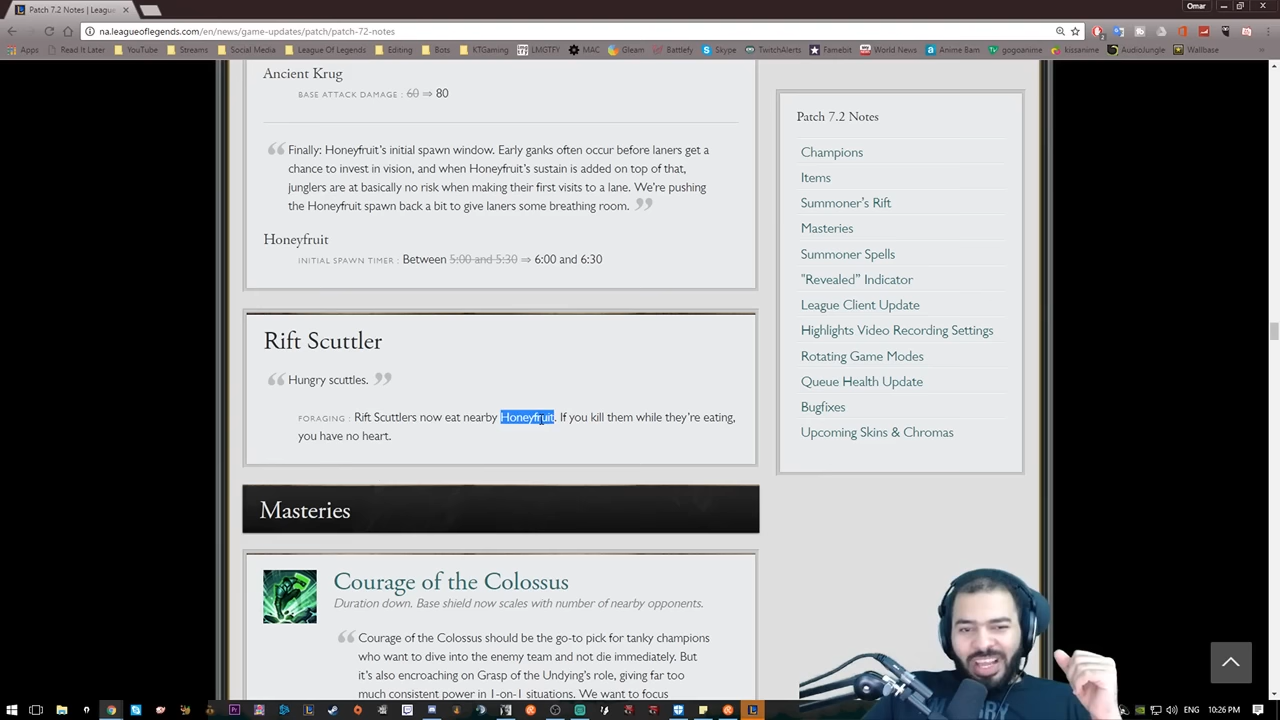 Patch 7.2 Notes | Leagu
Omar
na.leagueoflegends.com/en/news/game-updates/patch/patch-72-notes
Apps
Read it Later
YouTube
Streams
Social Media
League Of Legends
Editing
Bots
KTGaming
LMGTFY
MAC
Gleam
Battlefy
Skype
TwitchAlerts
Famebit
World News
Anime Bam
gogoanime
kissanime
AudioJungle
Wallbase
Ancient Krug
BASE ATTACK DAMAGE : 60 ⇒ 80
“ Finally: Honeyfruit's initial spawn window. Early ganks often occur before laners get a
chance to invest in vision, and when Honeyfruit's sustain is added on top of that,
junglers are at basically no risk when making their first visits to a lane. We're pushing
the Honeyfruit spawn back a bit to give laners some breathing room. ”
Honeyfruit
INITIAL SPAWN TIMER : Between 5:00 and 5:30 ⇒ 6:00 and 6:30
Rift Scuttler
“ Hungry scuttles. ”
FORAGING : Rift Scuttlers now eat nearby Honeyfruit. If you kill them while they're eating,
you have no heart.
Masteries
Courage of the Colossus
Duration down. Base shield now scales with number of nearby opponents.
“ Courage of the Colossus should be the go-to pick for tanky champions
who want to dive into the enemy team and not die immediately. But
it's also encroaching on Grasp of the Undying's role, giving far too
much consistent power in 1-on-1 situations. We want to focus
Patch 7.2 Notes
Champions
Items
Summoner's Rift
Masteries
Summoner Spells
"Revealed" Indicator
League Client Update
Highlights Video Recording Settings
Rotating Game Modes
Queue Health Update
Bugfixes
Upcoming Skins & Chromas
ENG
10:26 PM